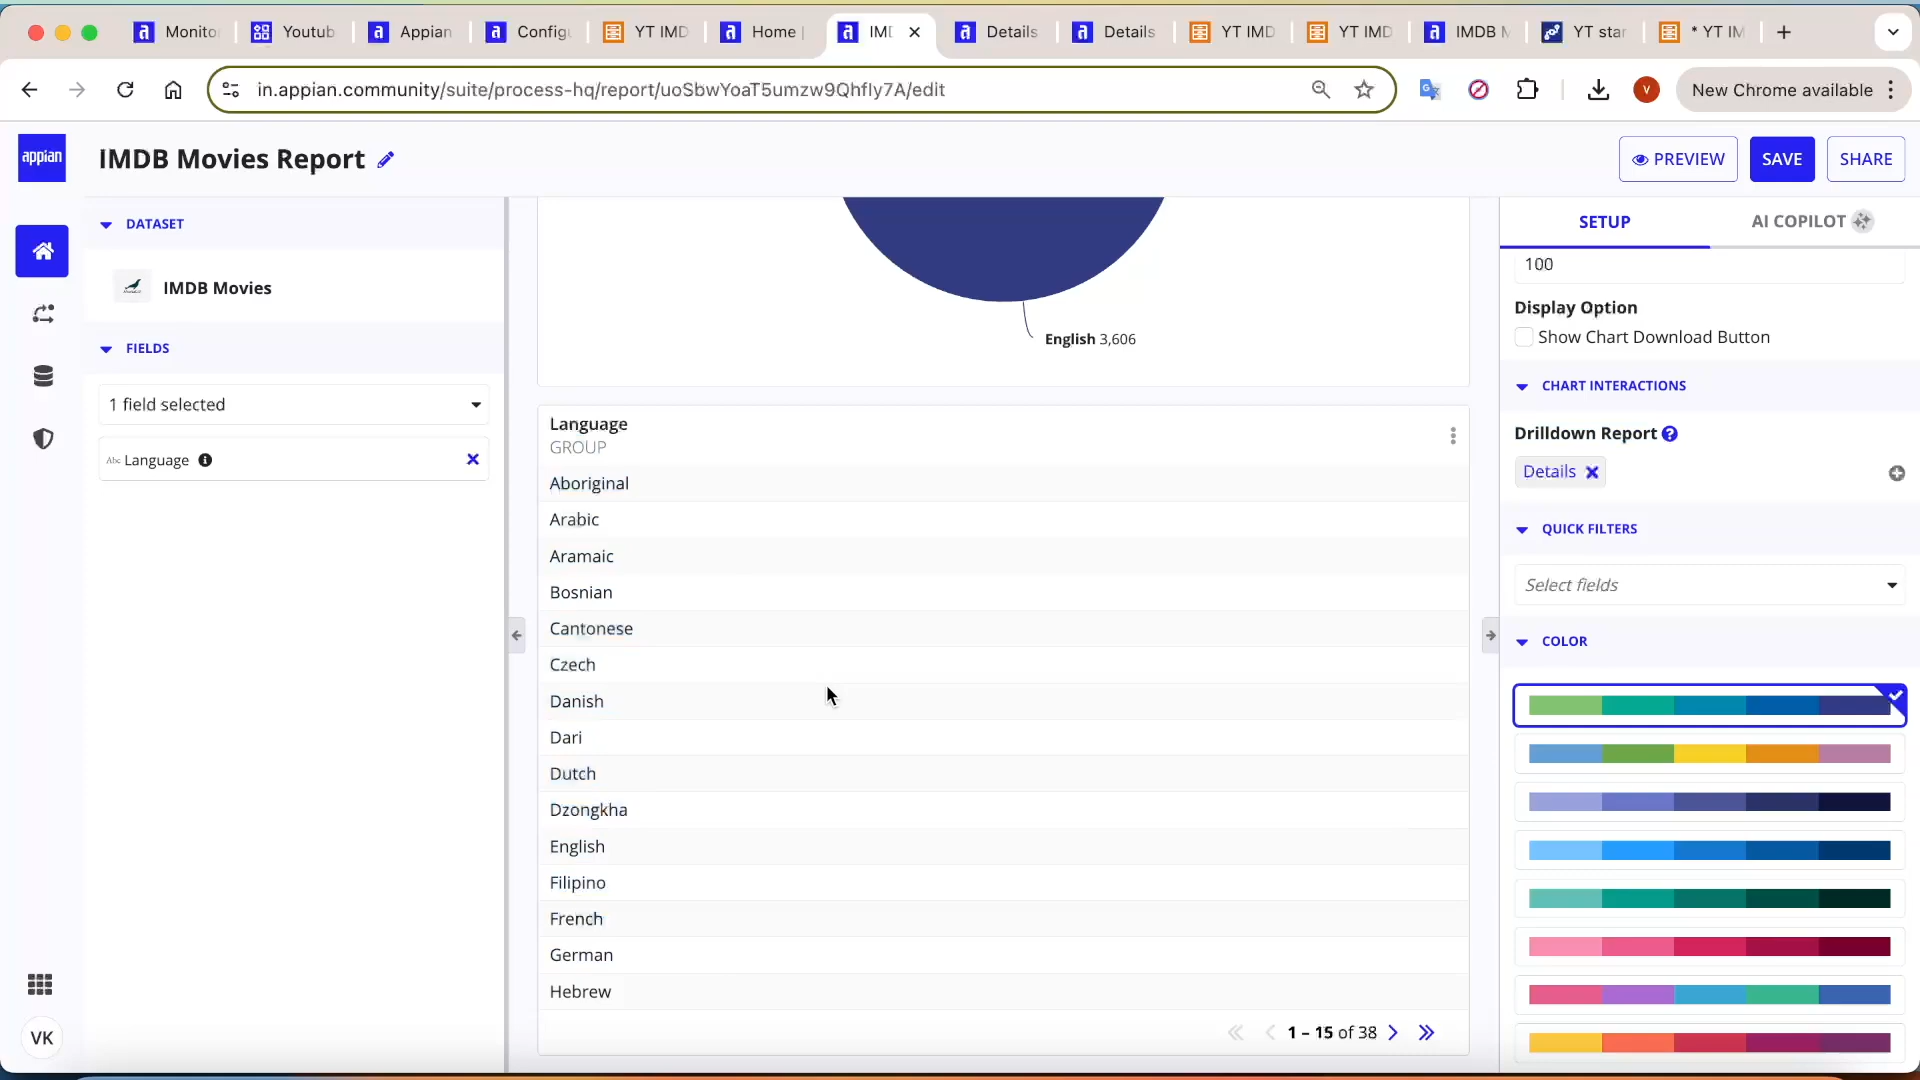 Monito
Youtub
Appian
Config
YT IMD
Home
IM
Details
Details
YT IMD
YT IMD
IMDB M
YT star
* YT IM
in.appian.community/suite/process-hq/report/uoSbwYoaT5umzw9Qhfly7A/edit
V
New Chrome available
appian
IMDB Movies Report
PREVIEW
SAVE
SHARE
DATASET
IMDB Movies
FIELDS
1 field selected
Abc Language
English 3,606
Language
GROUP
Aboriginal
Arabic
Aramaic
Bosnian
Cantonese
Czech
Danish
Dari
Dutch
Dzongkha
English
Filipino
French
German
Hebrew
1 – 15 of 38
SETUP
AI COPILOT
100
Display Option
Show Chart Download Button
CHART INTERACTIONS
Drilldown Report
Details
QUICK FILTERS
Select fields
COLOR
VK